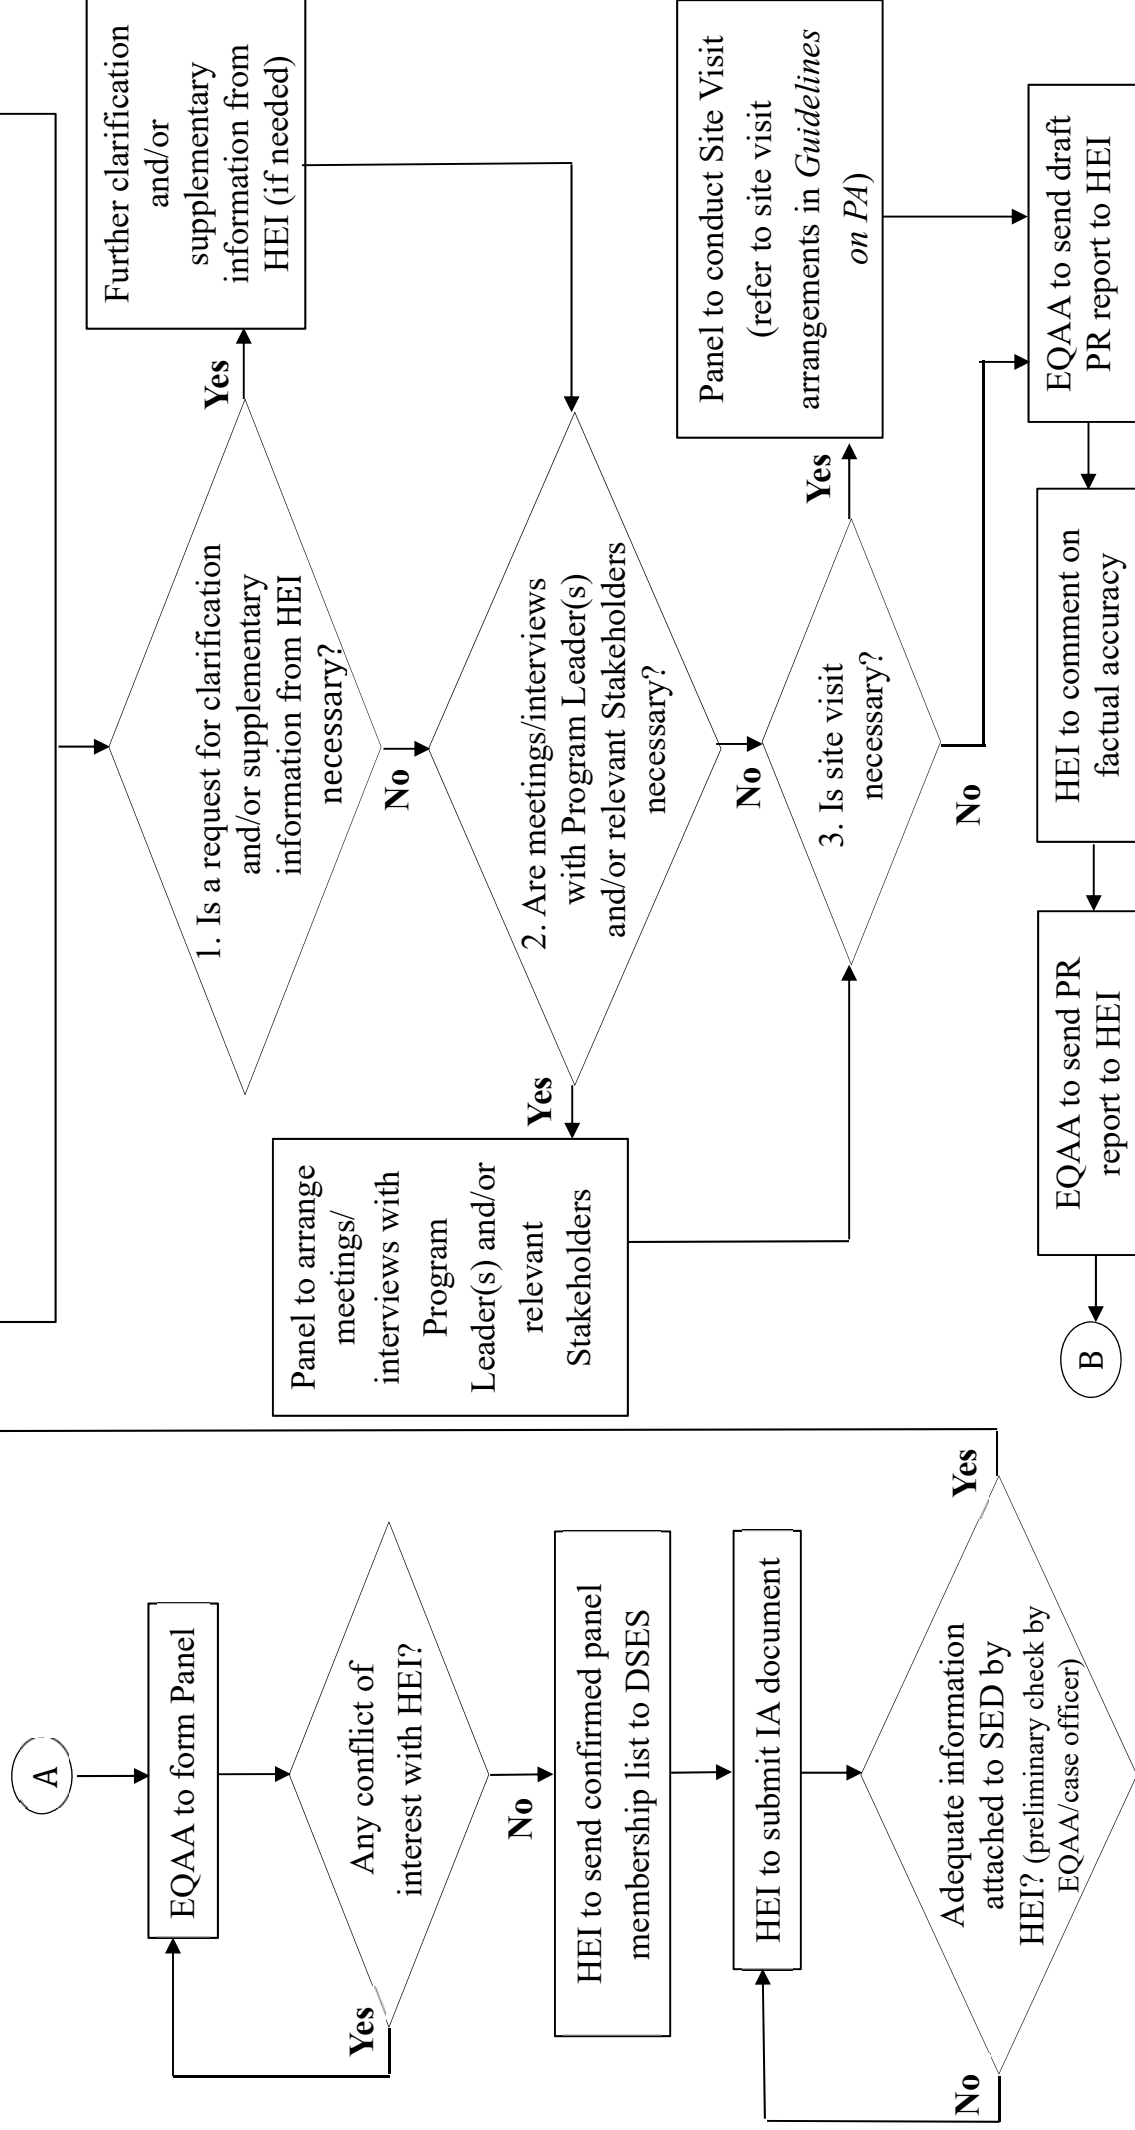 A
EQAA to form Panel
Any conflict of
interest with HEI?
Yes
No
HEI to send confirmed panel
membership list to DSES
HEI to submit IA document
Adequate information
attached to SED by
HEI? (preliminary check by
EQAA/case officer)
No
Yes
1. Is a request for clarification
and/or supplementary
information from HEI
necessary?
Yes
Further clarification
and/or
supplementary
information from
HEI (if needed)
No
2. Are meetings/interviews
with Program Leader(s)
and/or relevant Stakeholders
necessary?
Yes
Panel to arrange
meetings/
interviews with
Program
Leader(s) and/or
relevant
Stakeholders
No
3. Is site visit
necessary?
Yes
Panel to conduct Site Visit
(refer to site visit
arrangements in Guidelines
on PA)
No
EQAA to send draft
PR report to HEI
HEI to comment on
factual accuracy
EQAA to send PR
report to HEI
B